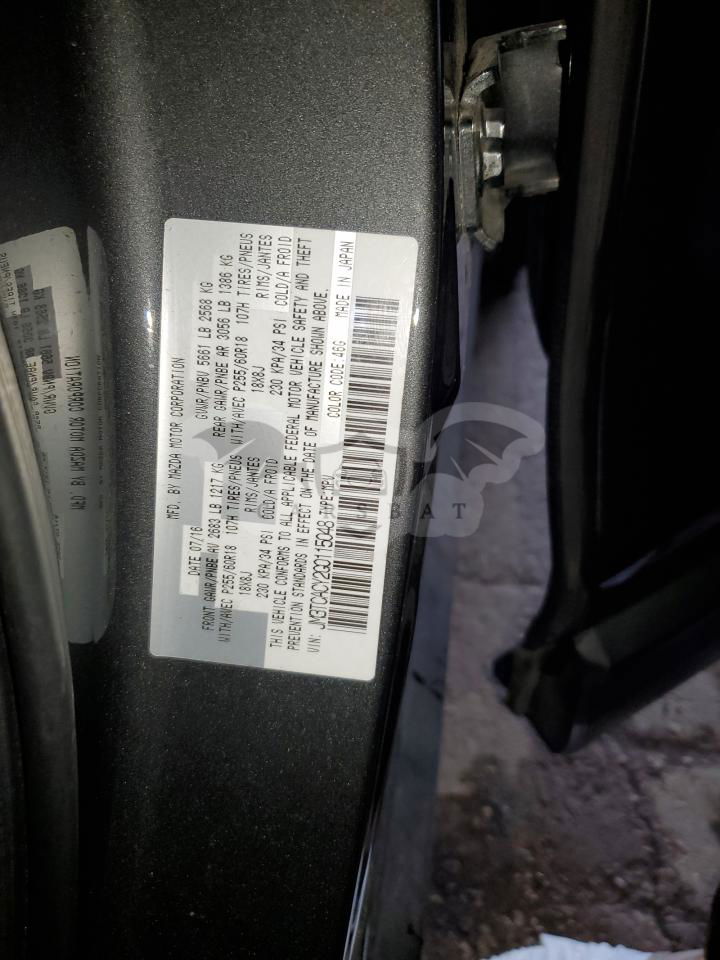 MFD. BY MAZDA MOTOR CORPORATION
DATE 07/16 GVWR/PNBV 5661 LB 2568 KG
FRONT GAWR/PNBE AV 2683 LB 1217 KG REAR GAWR/PNBE AR 3056 LB 1386 KG
WITH/AVEC P255/60R18 107H TIRES/PNEUS WITH/AVEC P255/60R18 107H TIRES/PNEUS
18X8J RIMS/JANTES 18X8J RIMS/JANTES
230 KPA/34 PSI COLD/A FROID 230 KPA/34 PSI COLD/A FROID
THIS VEHICLE CONFORMS TO ALL APPLICABLE FEDERAL MOTOR VEHICLE SAFETY AND THEFT
PREVENTION STANDARDS IN EFFECT ON THE DATE OF MANUFACTURE SHOWN ABOVE.
VIN: JM3TCACY2G0115048 TYPE:MPV COLOR CODE:46G MADE IN JAPAN